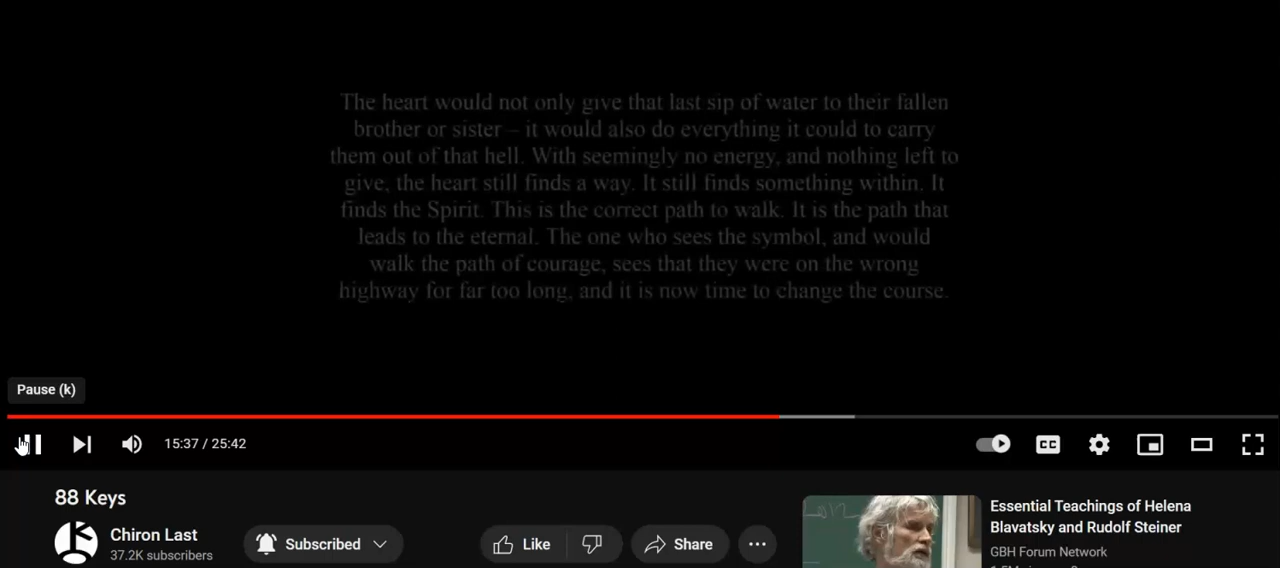 The heart would not only give that last sip of water to their fallen
brother or sister – it would also do everything it could to carry
them out of that hell. With seemingly no energy, and nothing left to
give, the heart still finds a way. It still finds something within. It
finds the Spirit. This is the correct path to walk. It is the path that
leads to the eternal. The one who sees the symbol, and would
walk the path of courage, sees that they were on the wrong
highway for far too long, and it is now time to change the course.
Pause (k)
15:37 / 25:42
CC
88 Keys
Chiron Last
37.2K subscribers
Subscribed
Like
Share
Essential Teachings of Helena
Blavatsky and Rudolf Steiner
GBH Forum Network